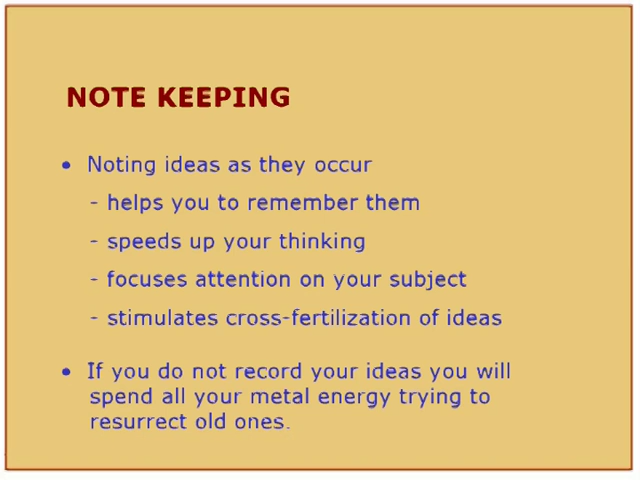 NOTE KEEPING
• Noting ideas as they occur
- helps you to remember them
- speeds up your thinking
- focuses attention on your subject
- stimulates cross-fertilization of ideas
• If you do not record your ideas you will
spend all your metal energy trying to
resurrect old ones.